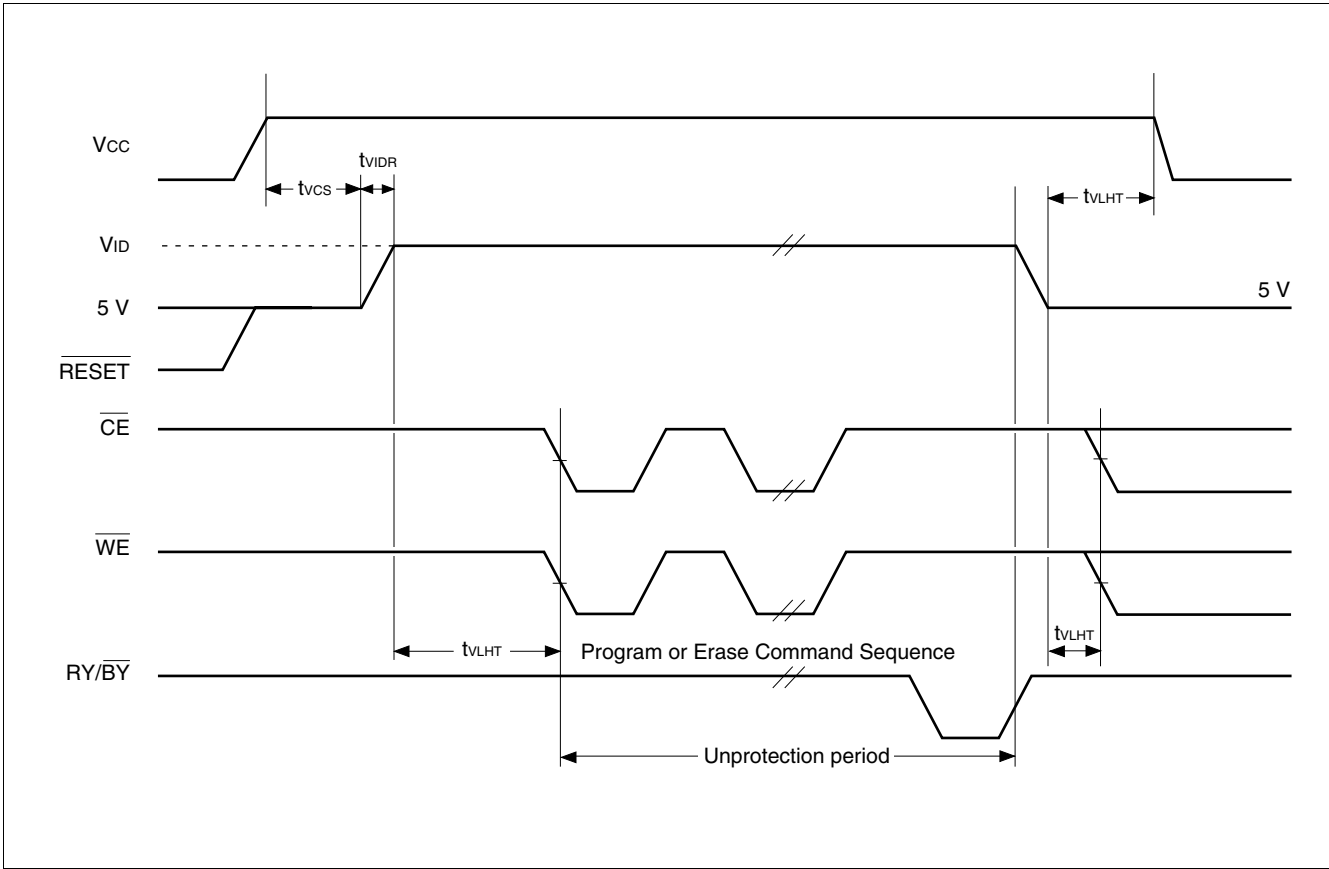 VCC
tVIDR
tVCS
tVLHT
VID
5 V
5 V
RESET
CE
WE
tVLHT
Program or Erase Command Sequence
tVLHT
RY/BY
Unprotection period